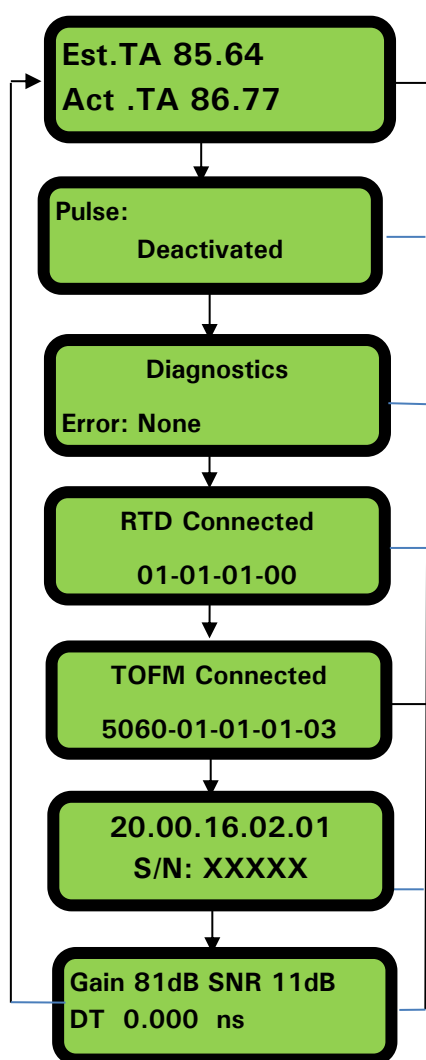 Est.TA 85.64
Act .TA 86.77
Pulse:
Deactivated
Diagnostics
Error: None
RTD Connected
01-01-01-00
TOFM Connected
5060-01-01-01-03
20.00.16.02.01
S/N: XXXXX
Gain 81dB SNR 11dB
DT 0.000 ns